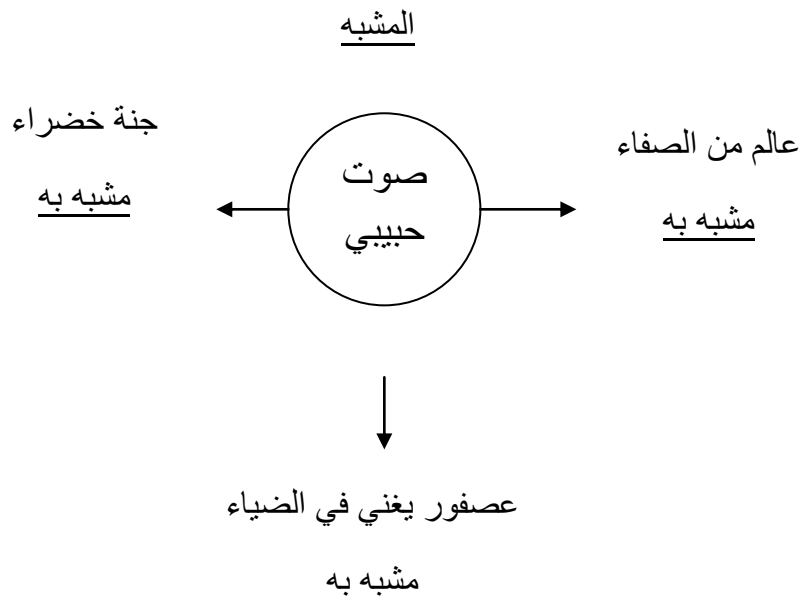 المشبه
عالم من الصفاء
مشبه به
صوت
حبيبي
جنة خضراء
مشبه به
عصفور يغني في الضياء
مشبه به